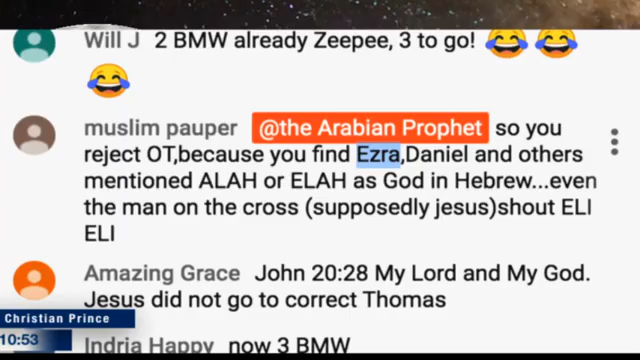 Will J 2 BMW already Zeepee, 3 to go! 😂😂
😂
muslim pauper @the Arabian Prophet so you
reject OT,because you find Ezra,Daniel and others
mentioned ALAH or ELAH as God in Hebrew...even
the man on the cross (supposedly jesus)shout ELI
ELI
Amazing Grace John 20:28 My Lord and My God.
Jesus did not go to correct Thomas
Christian Prince
10:53
Indria Happy now 3 BMW